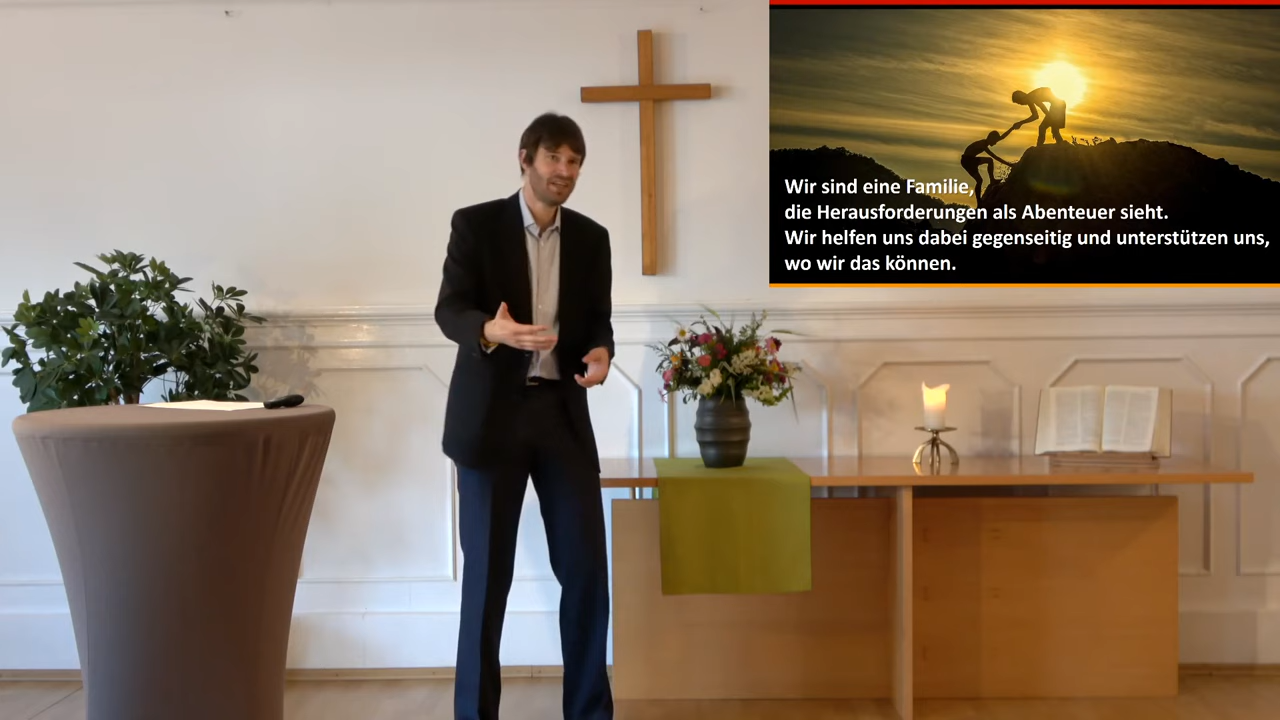 Wir sind eine Familie,
die Herausforderungen als Abenteuer sieht.
Wir helfen uns dabei gegenseitig und unterstützen uns,
wo wir das können.